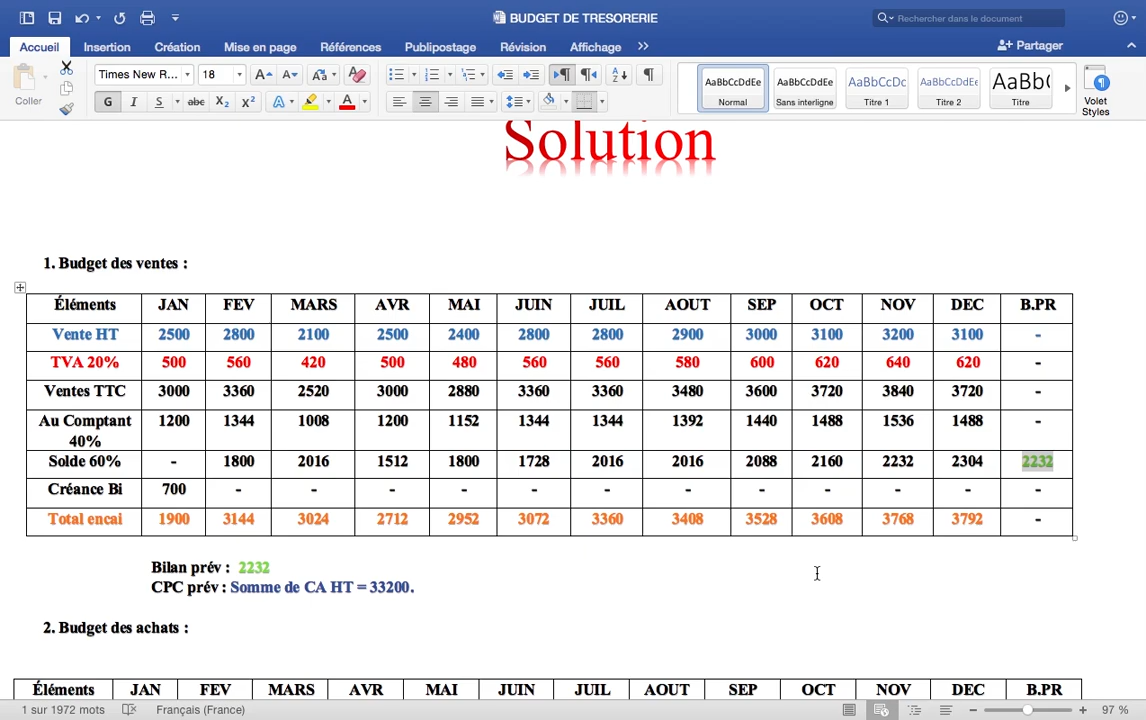 BUDGET DE TRESORERIE
Rechercher dans le document
Accueil Insertion Création Mise en page Références Publipostage Révision Affichage Partager
Coller
Times New R... 18
G I S abc X₂ X² A A
AaBbCcDdEe AaBbCcDdEe AaBbCcDc AaBbCcDdEe AaBb(
Normal Sans interligne Titre 1 Titre 2 Titre
Volet Styles
Solution
1. Budget des ventes :
Éléments JAN FEV MARS AVR MAI JUIN JUIL AOUT SEP OCT NOV DEC B.PR
Vente HT 2500 2800 2100 2500 2400 2800 2800 2900 3000 3100 3200 3100 -
TVA 20% 500 560 420 500 480 560 560 580 600 620 640 620 -
Ventes TTC 3000 3360 2520 3000 2880 3360 3360 3480 3600 3720 3840 3720 -
Au Comptant 40% 1200 1344 1008 1200 1152 1344 1344 1392 1440 1488 1536 1488 -
Solde 60% - 1800 2016 1512 1800 1728 2016 2016 2088 2160 2232 2304 2232
Créance Bi 700 - - - - - - - - - - - -
Total encai 1900 3144 3024 2712 2952 3072 3360 3408 3528 3608 3768 3792 -
Bilan prév : 2232
CPC prév : Somme de CA HT = 33200.
2. Budget des achats :
Éléments JAN FEV MARS AVR MAI JUIN JUIL AOUT SEP OCT NOV DEC B.PR
1 sur 1972 mots Français (France) 97 %